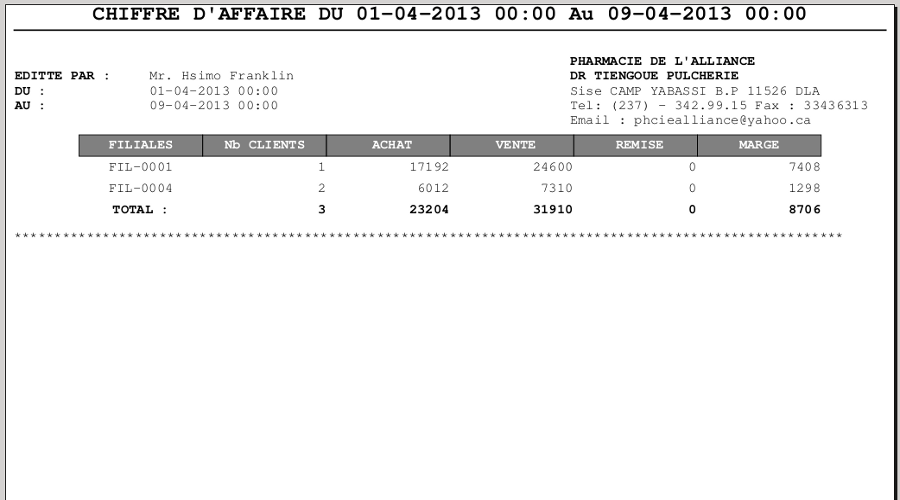 CHIFFRE D'AFFAIRE DU 01-04-2013 00:00 Au 09-04-2013 00:00
PHARMACIE DE L'ALLIANCE
EDITTE PAR : Mr. Hsimo Franklin DR TIENGOUE PULCHERIE
DU : 01-04-2013 00:00 Sise CAMP YABASSI B.P 11526 DLA
AU : 09-04-2013 00:00 Tel: (237) - 342.99.15 Fax : 33436313
Email : phciealliance@yahoo.ca
FILIALES Nb CLIENTS ACHAT VENTE REMISE MARGE
FIL-0001 1 17192 24600 0 7408
FIL-0004 2 6012 7310 0 1298
TOTAL : 3 23204 31910 0 8706
*******************************************************************************************************